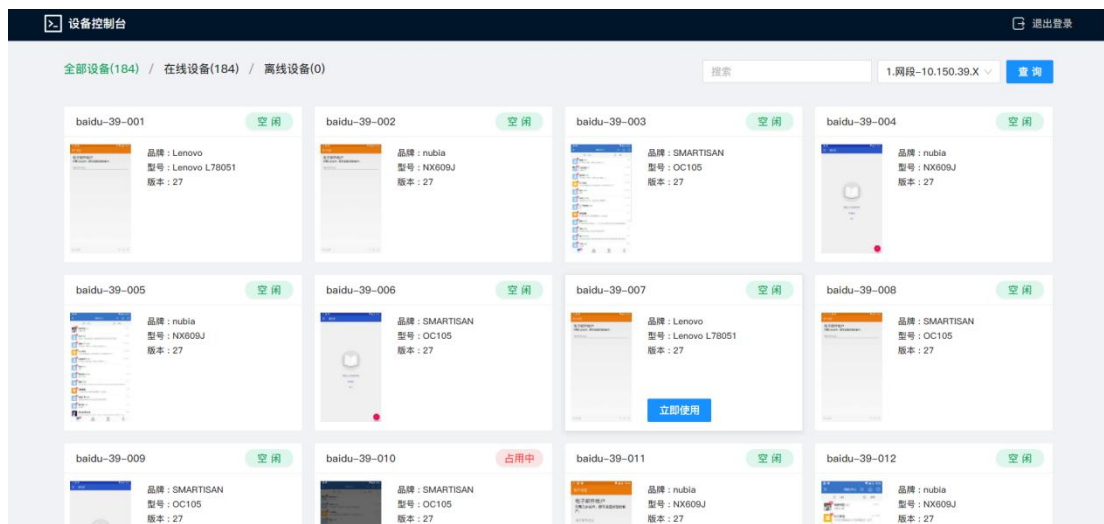 设备控制台
退出登录
全部设备(184) / 在线设备(184) / 离线设备(0)
搜索
1.网段-10.150.39.X
查 询
baidu-39-001
空 闲
品牌：Lenovo
型号：Lenovo L78051
版本：27
baidu-39-002
空 闲
品牌：nubia
型号：NX609J
版本：27
baidu-39-003
空 闲
品牌：SMARTISAN
型号：OC105
版本：27
baidu-39-004
空 闲
品牌：nubia
型号：NX609J
版本：27
baidu-39-005
空 闲
品牌：nubia
型号：NX609J
版本：27
baidu-39-006
空 闲
品牌：SMARTISAN
型号：OC105
版本：27
baidu-39-007
空 闲
品牌：Lenovo
型号：Lenovo L78051
版本：27
立即使用
baidu-39-008
空 闲
品牌：SMARTISAN
型号：OC105
版本：27
baidu-39-009
空 闲
品牌：SMARTISAN
型号：OC105
版本：27
baidu-39-010
占用中
品牌：SMARTISAN
型号：OC105
版本：27
baidu-39-011
空 闲
电子邮件帐户
品牌：nubia
型号：NX609J
版本：27
baidu-39-012
空 闲
品牌：nubia
型号：NX609J
版本：27